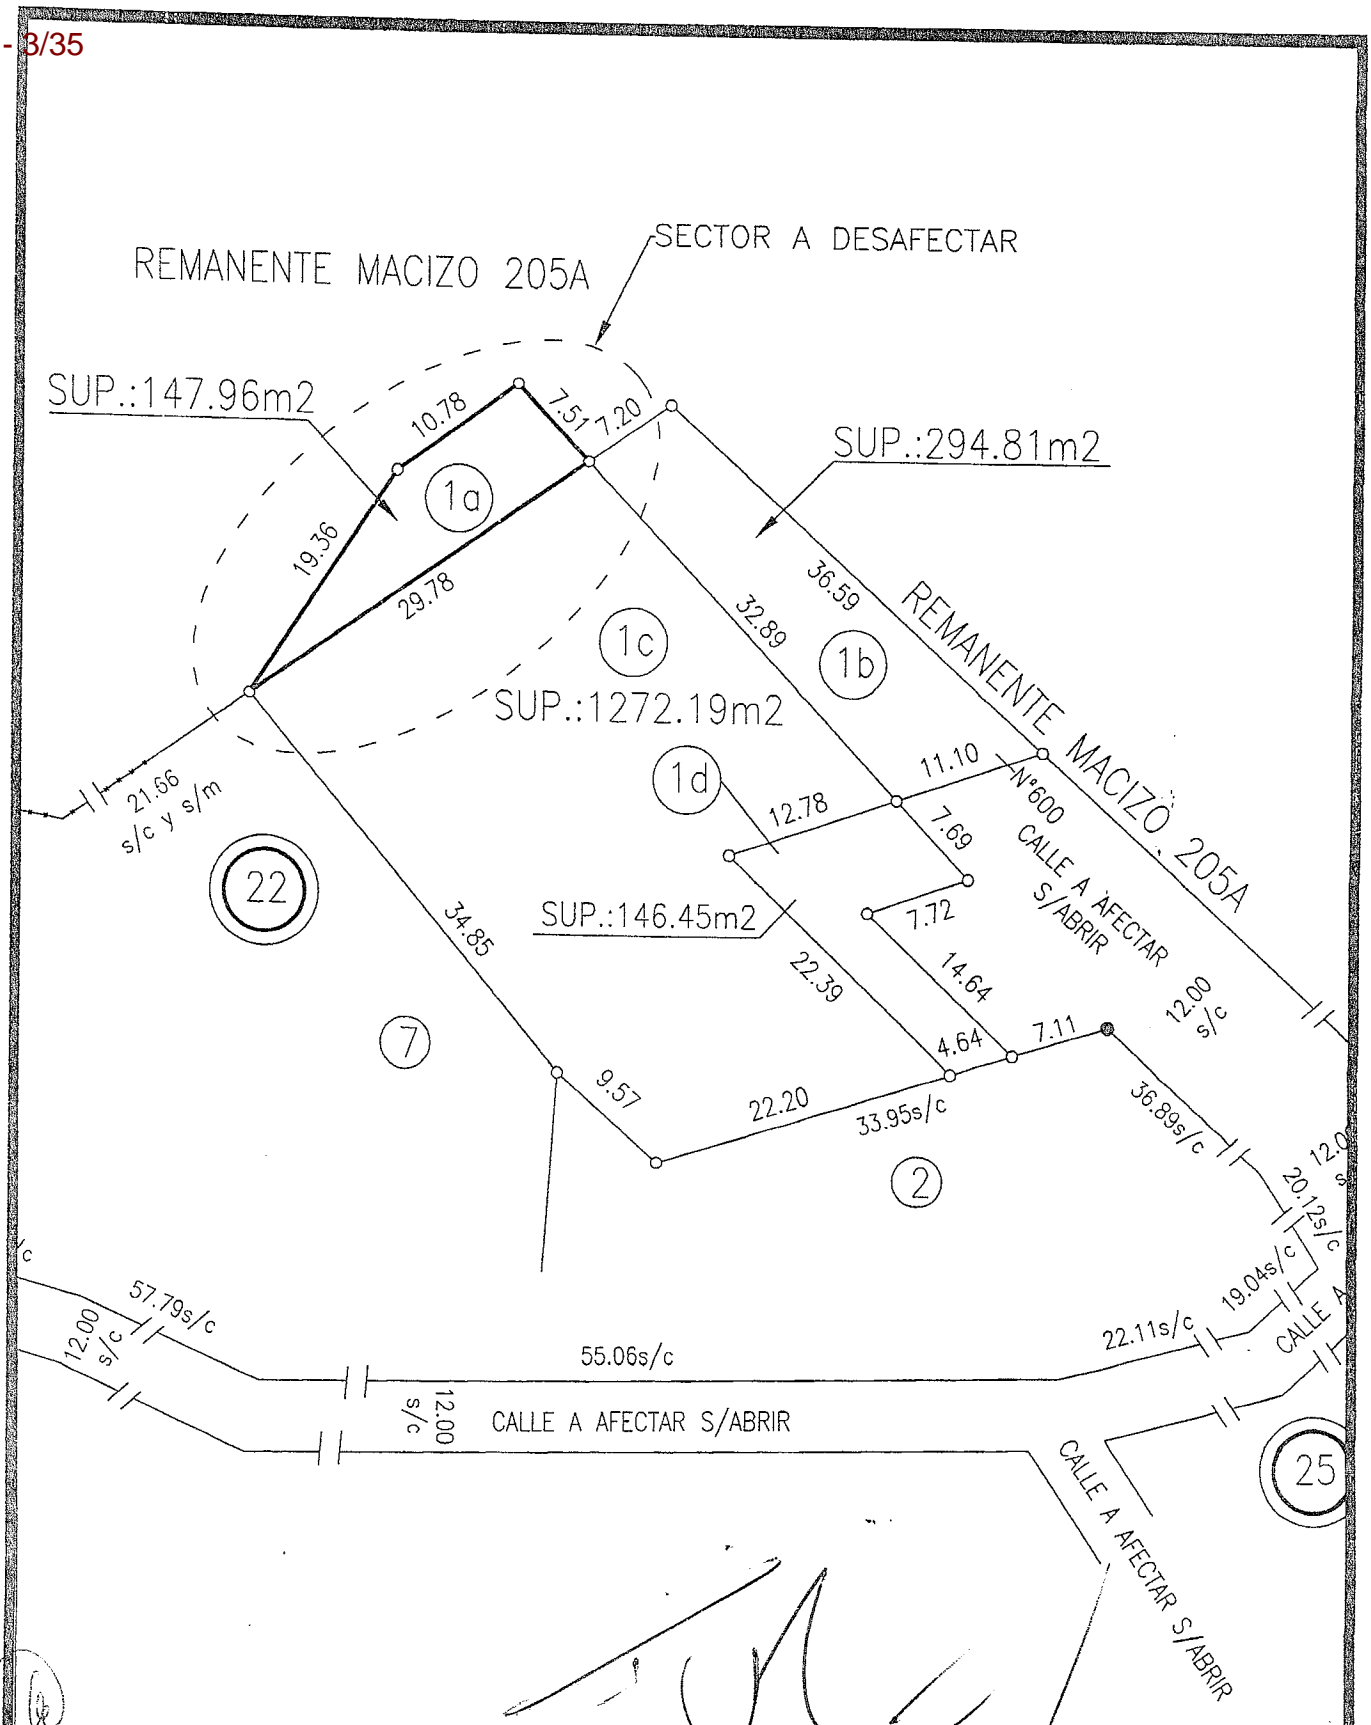 - 3/35
REMANENTE MACIZO 205A
SECTOR A DESAFECTAR
SUP.:147.96m2
10.78
7.51
7.20
SUP.:294.81m2
1a
19.36
29.78
36.59
32.89
REMANENTE MACIZO 205A
1c
1b
SUP.:1272.19m2
1d
11.10
N°600
CALLE A AFECTAR
S/ABRIR
21.66
s/c y s/m
12.78
7.69
22
34.85
SUP.:146.45m2
7.72
22.39
14.64
12.00
s/c
7
4.64
7.11
9.57
22.20
33.95s/c
36.89s/c
2
12.0
s
20.12s/c
/c
57.79s/c
12.00
s/c
19.04s/c
CALLE A
22.11s/c
55.06s/c
12.00
s/c
CALLE A AFECTAR S/ABRIR
25
CALLE A AFECTAR S/ABRIR